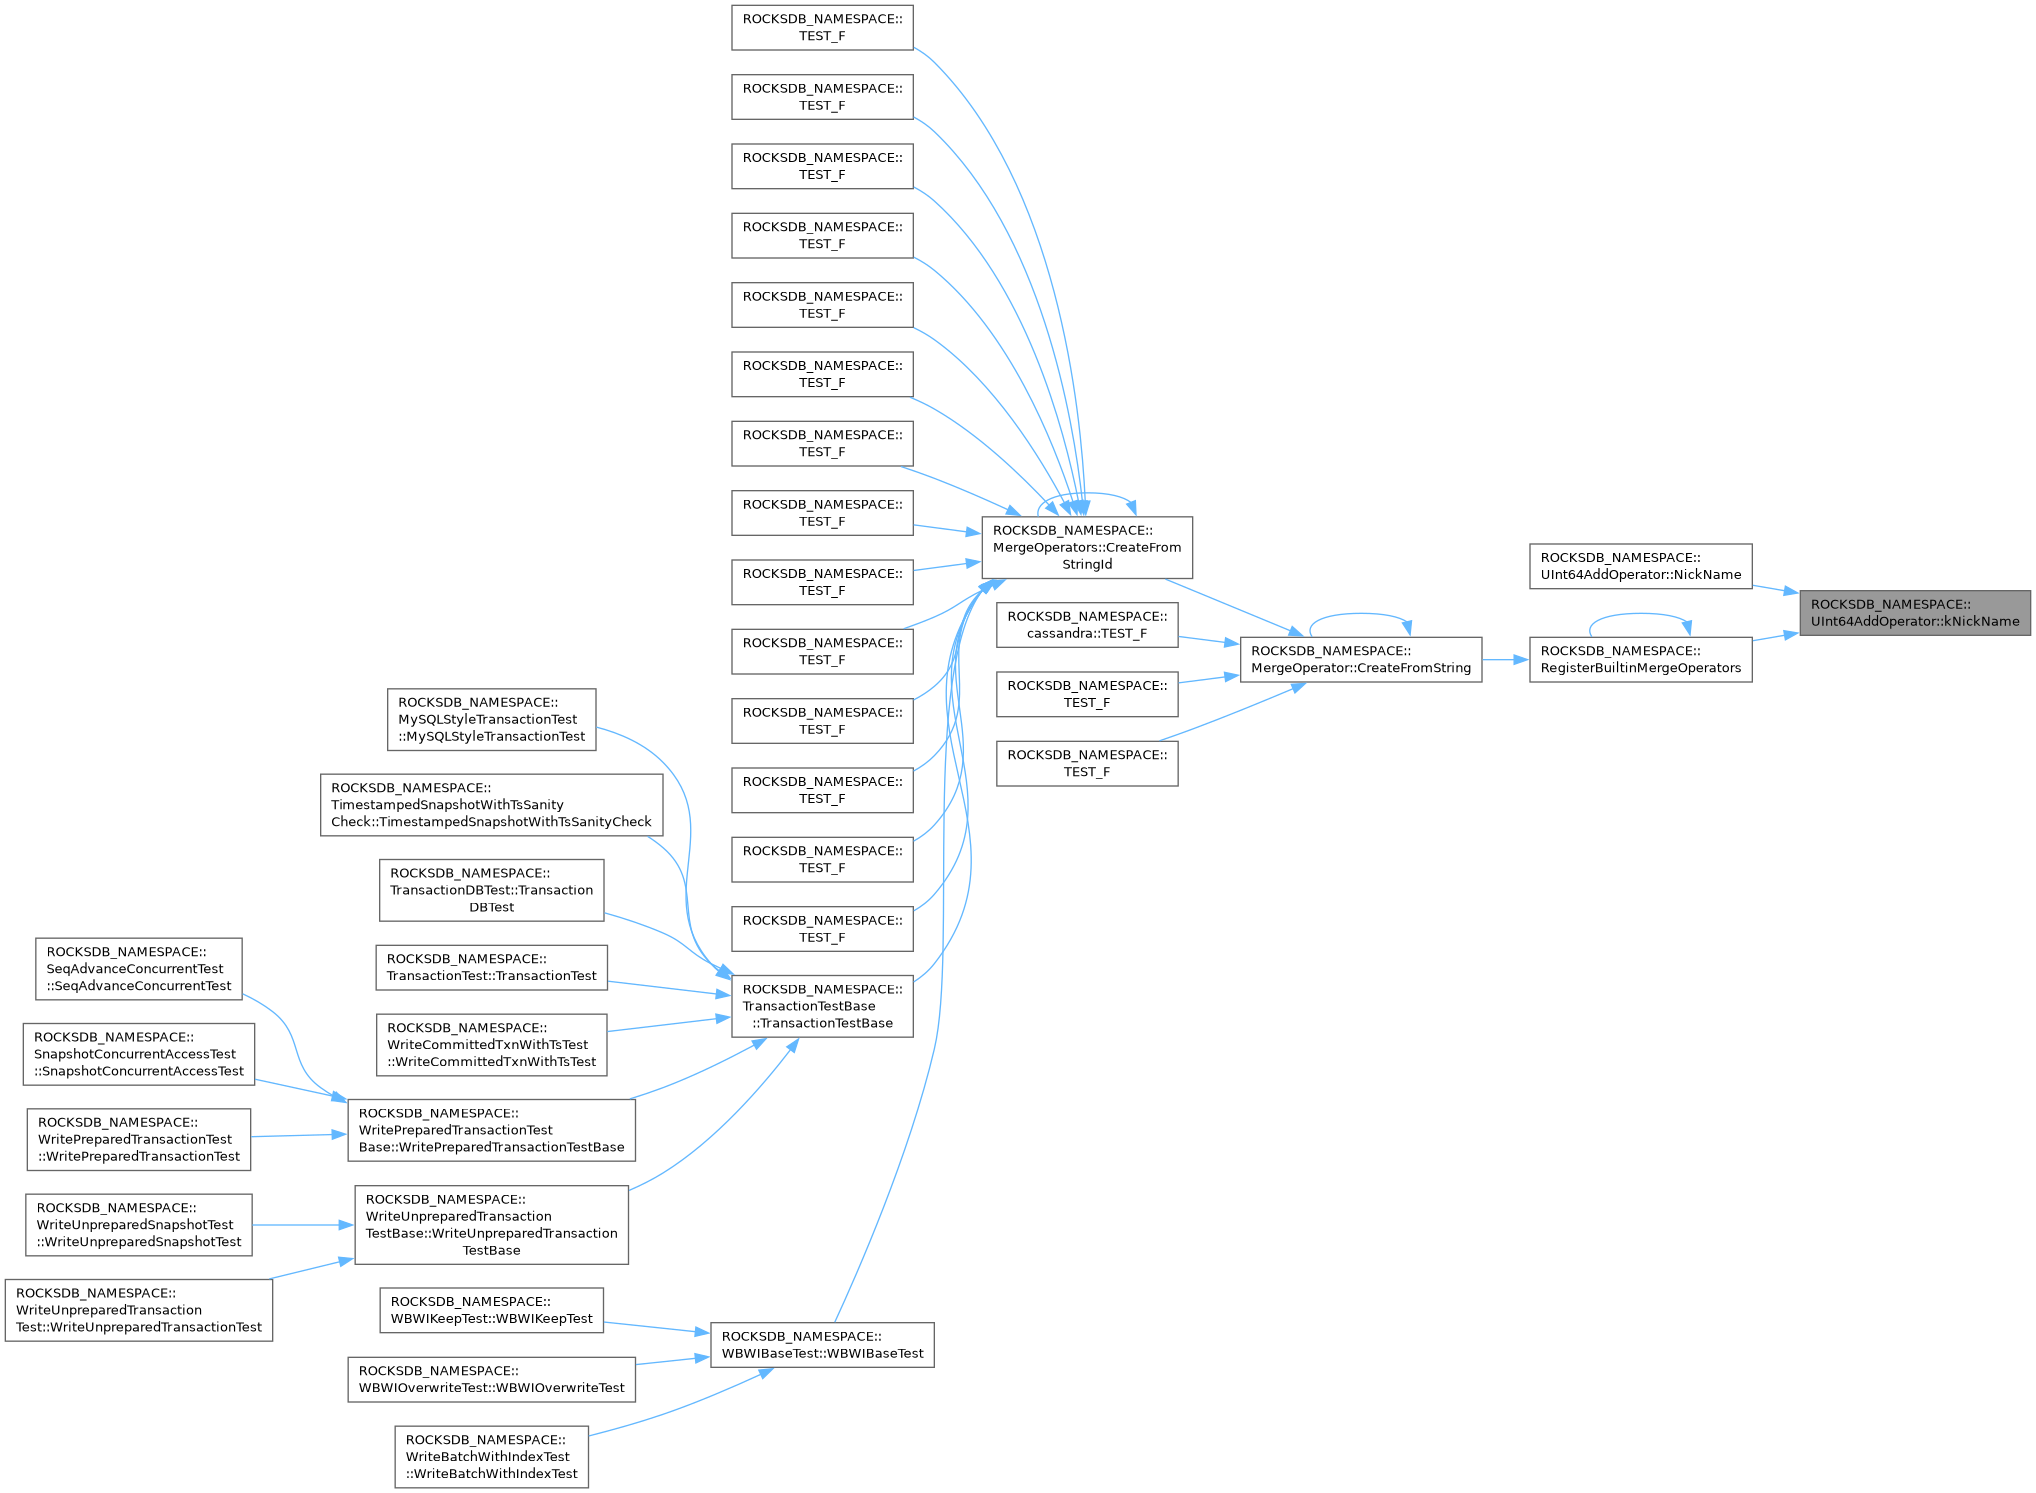 ROCKSDB_NAMESPACE::
TEST_F
ROCKSDB_NAMESPACE::
TEST_F
ROCKSDB_NAMESPACE::
TEST_F
ROCKSDB_NAMESPACE::
TEST_F
ROCKSDB_NAMESPACE::
TEST_F
ROCKSDB_NAMESPACE::
TEST_F
ROCKSDB_NAMESPACE::
TEST_F
ROCKSDB_NAMESPACE::
TEST_F
ROCKSDB_NAMESPACE::
TEST_F
ROCKSDB_NAMESPACE::
TEST_F
ROCKSDB_NAMESPACE::
TEST_F
ROCKSDB_NAMESPACE::
TEST_F
ROCKSDB_NAMESPACE::
TEST_F
ROCKSDB_NAMESPACE::
TEST_F
ROCKSDB_NAMESPACE::
MergeOperators::CreateFrom
StringId
ROCKSDB_NAMESPACE::
cassandra::TEST_F
ROCKSDB_NAMESPACE::
TEST_F
ROCKSDB_NAMESPACE::
TEST_F
ROCKSDB_NAMESPACE::
MergeOperator::CreateFromString
ROCKSDB_NAMESPACE::
UInt64AddOperator::NickName
ROCKSDB_NAMESPACE::
RegisterBuiltinMergeOperators
ROCKSDB_NAMESPACE::
UInt64AddOperator::kNickName
ROCKSDB_NAMESPACE::
MySQLStyleTransactionTest
::MySQLStyleTransactionTest
ROCKSDB_NAMESPACE::
TimestampedSnapshotWithTsSanity
Check::TimestampedSnapshotWithTsSanityCheck
ROCKSDB_NAMESPACE::
TransactionDBTest::Transaction
DBTest
ROCKSDB_NAMESPACE::
TransactionTest::TransactionTest
ROCKSDB_NAMESPACE::
WriteCommittedTxnWithTsTest
::WriteCommittedTxnWithTsTest
ROCKSDB_NAMESPACE::
TransactionTestBase
::TransactionTestBase
ROCKSDB_NAMESPACE::
SeqAdvanceConcurrentTest
::SeqAdvanceConcurrentTest
ROCKSDB_NAMESPACE::
SnapshotConcurrentAccessTest
::SnapshotConcurrentAccessTest
ROCKSDB_NAMESPACE::
WritePreparedTransactionTest
::WritePreparedTransactionTest
ROCKSDB_NAMESPACE::
WritePreparedTransactionTest
Base::WritePreparedTransactionTestBase
ROCKSDB_NAMESPACE::
WriteUnpreparedSnapshotTest
::WriteUnpreparedSnapshotTest
ROCKSDB_NAMESPACE::
WriteUnpreparedTransaction
Test::WriteUnpreparedTransactionTest
ROCKSDB_NAMESPACE::
WriteUnpreparedTransaction
TestBase::WriteUnpreparedTransaction
TestBase
ROCKSDB_NAMESPACE::
WBWIKeepTest::WBWIKeepTest
ROCKSDB_NAMESPACE::
WBWIOverwriteTest::WBWIOverwriteTest
ROCKSDB_NAMESPACE::
WriteBatchWithIndexTest
::WriteBatchWithIndexTest
ROCKSDB_NAMESPACE::
WBWIBaseTest::WBWIBaseTest